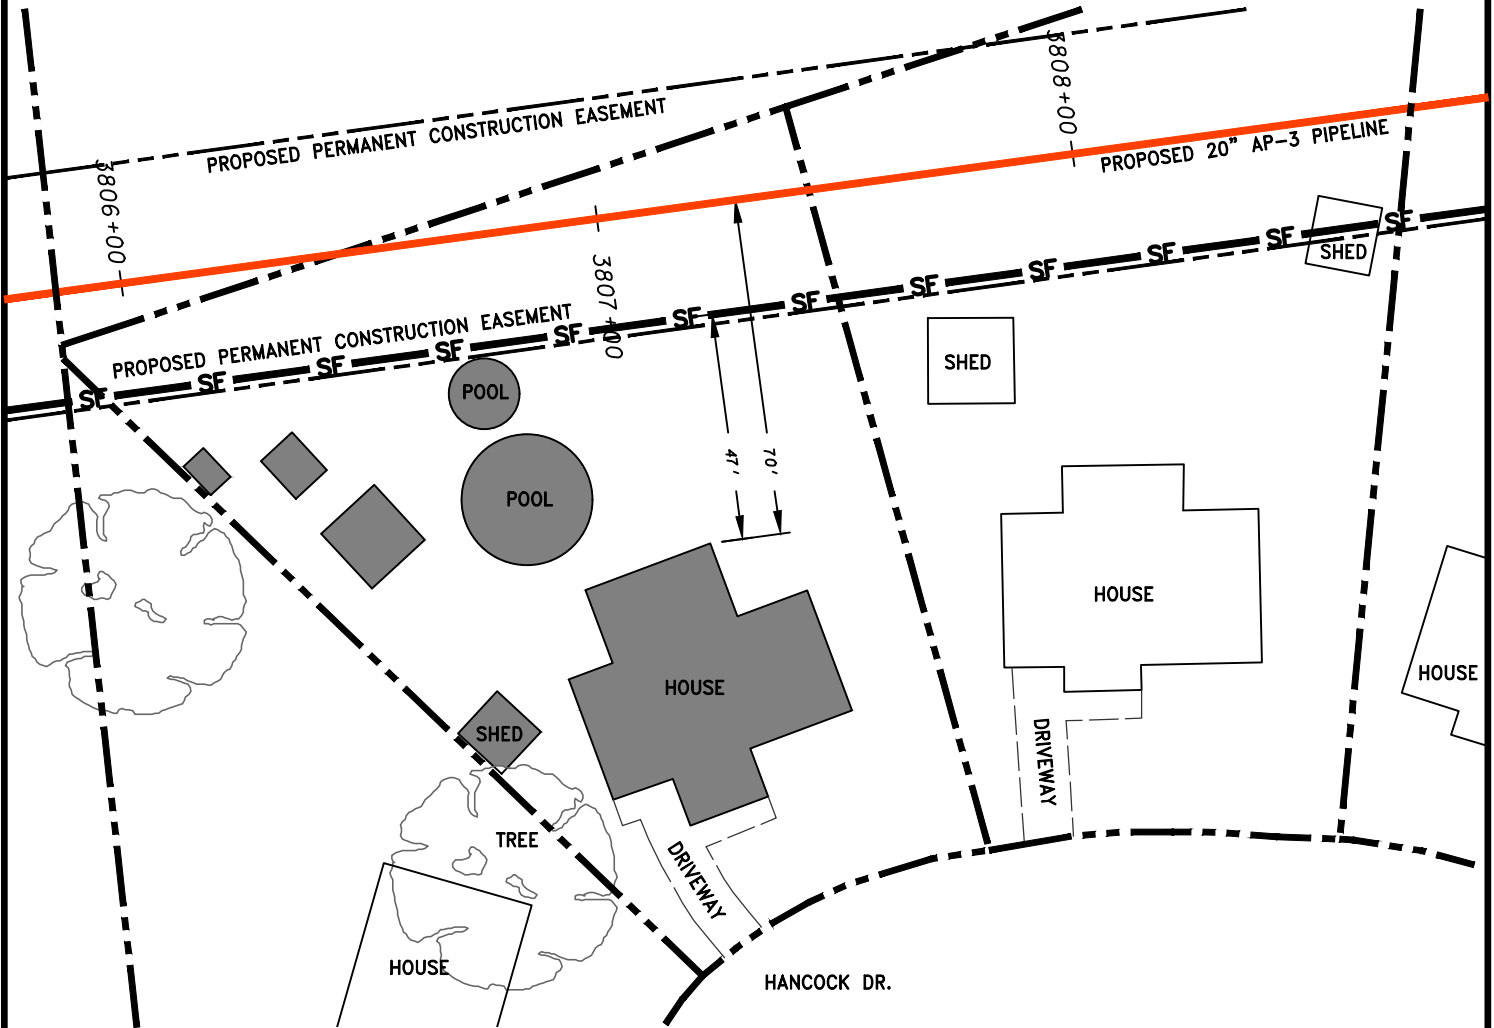 3808+00
PROPOSED PERMANENT CONSTRUCTION EASEMENT
PROPOSED 20" AP-3 PIPELINE
3806+00
SF
SF
SHED
SF
SF
SF
3807+00
SF
SF
PROPOSED PERMANENT CONSTRUCTION EASEMENT
SF
SF
SF
SF
SF
SHED
POOL
47'
70'
POOL
HOUSE
HOUSE
HOUSE
SHED
DRIVEWAY
TREE
DRIVEWAY
HOUSE
HANCOCK DR.